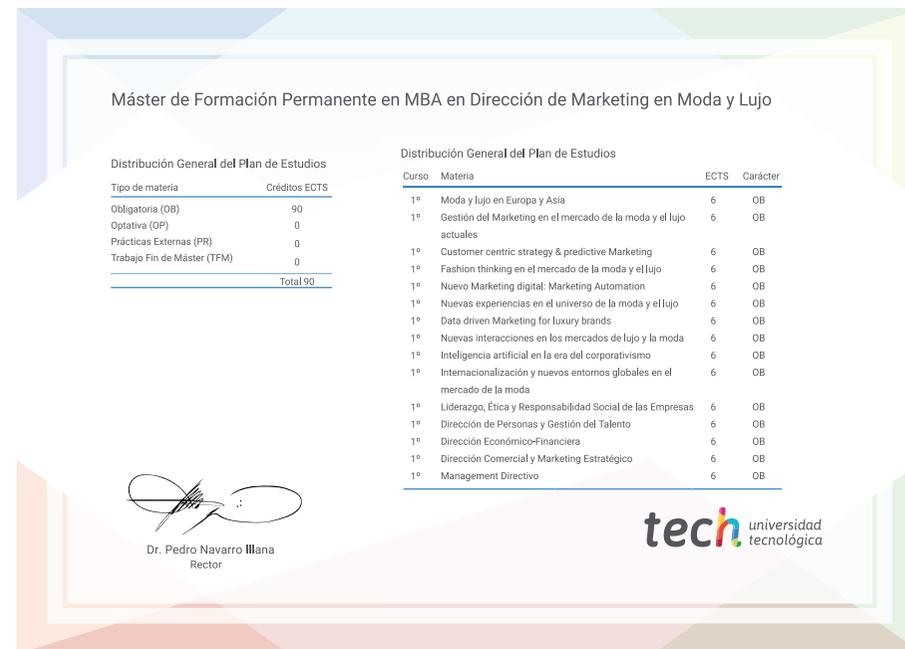 Máster de Formación Permanente en MBA en Dirección de Marketing en Moda y Lujo
Distribución General del Plan de Estudios
Tipo de materia Créditos ECTS
Obligatoria (OB) 90
Optativa (OP) 0
Prácticas Externas (PR) 0
Trabajo Fin de Máster (TFM) 0
Total 90
Distribución General del Plan de Estudios
Curso Materia ECTS Carácter
1º Moda y lujo en Europa y Asia 6 OB
1º Gestión del Marketing en el mercado de la moda y el lujo 6 OB
actuales
1º Customer centric strategy & predictive Marketing 6 OB
1º Fashion thinking en el mercado de la moda y el lujo 6 OB
1º Nuevo Marketing digital: Marketing Automation 6 OB
1º Nuevas experiencias en el universo de la moda y el lujo 6 OB
1º Data driven Marketing for luxury brands 6 OB
1º Nuevas interacciones en los mercados de lujo y la moda 6 OB
1º Inteligencia artificial en la era del corporativismo 6 OB
1º Internacionalización y nuevos entornos globales en el 6 OB
mercado de la moda
1º Liderazgo, Ética y Responsabilidad Social de las Empresas 6 OB
1º Dirección de Personas y Gestión del Talento 6 OB
1º Dirección Económico-Financiera 6 OB
1º Dirección Comercial y Marketing Estratégico 6 OB
1º Management Directivo 6 OB
Dr. Pedro Navarro Illana
Rector
tech universidad
tecnológica